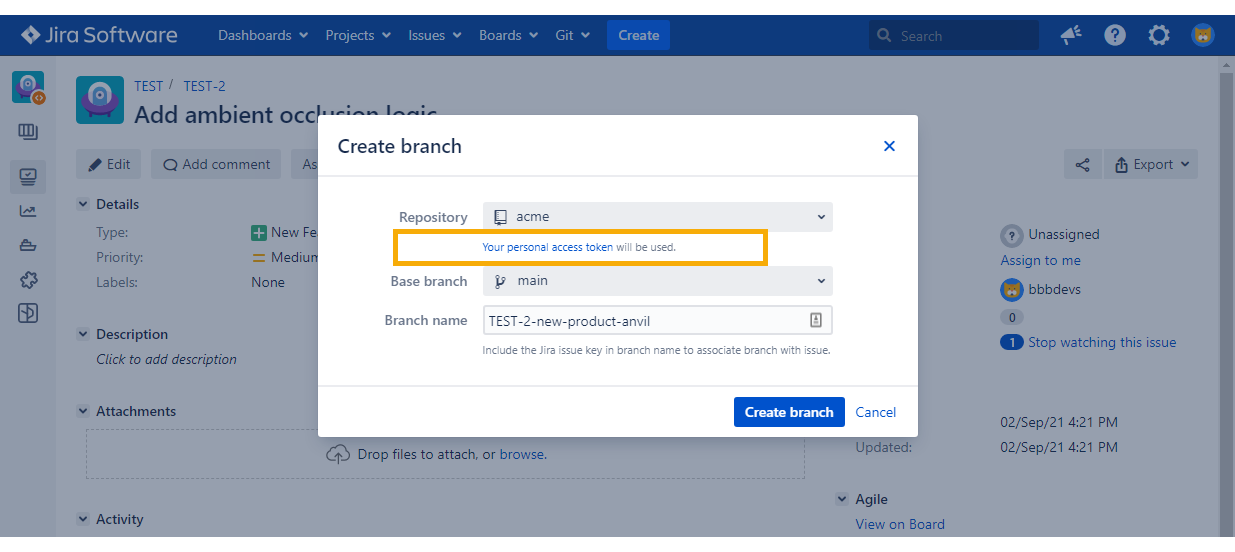 Jira Software Dashboards Projects Issues Boards Git Create Search
TEST / TEST-2
Add ambient occlusion logic
Edit Add comment As Export
Details
Type: New Fe
Priority: Medium
Labels: None
Description
Click to add description
Attachments
Drop files to attach, or browse.
Activity
Create branch
Repository acme
Your personal access token will be used.
Base branch main
Branch name TEST-2-new-product-anvil
Include the Jira issue key in branch name to associate branch with issue.
Create branch Cancel
Unassigned
Assign to me
bbbdevs
0
1 Stop watching this issue
02/Sep/21 4:21 PM
Updated: 02/Sep/21 4:21 PM
Agile
View on Board